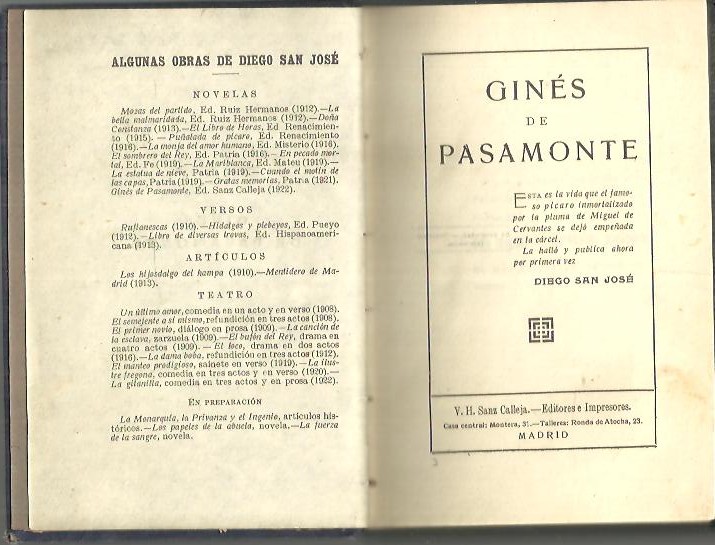 ALGUNAS OBRAS DE DIEGO SAN JOSÉ
NOVELAS
Mozas del partido, Ed. Ruiz Hermanos (1912).—La
bella malmaridada, Ed. Ruiz Hermanos (1912).—Doña
Constanza (1913).—El Libro de Horas, Ed Renacimien-
to (1915). — Puñalada de pícaro, Ed. Renacimiento
(1916).—La monja del amor humano, Ed. Misterio (1916).
El sombrero del Rey, Ed. Patria (1916).—En pecado mor-
tal, Ed. Fe (1919).—La Mariblanca, Ed. Mateu (1919).—
La estatua de nieve, Patria (1919).—Cuando el motín de
las capas, Patria (1919).—Gratas memorias, Patria (1921).
Ginés de Pasamonte, Ed. Sanz Calleja (1922).
VERSOS
Rufianescas (1910).—Hidalgos y plebeyos, Ed. Pueyo
(1912).—Libro de diversas trovas, Ed. Hispanoameri-
cana (1913).
ARTÍCULOS
Los hijosdalgo del hampa (1910).—Mentidero de Ma-
drid (1913).
TEATRO
Un último amor, comedia en un acto y en verso (1908).
El semejante a sí mismo, refundición en tres actos (1908).
El primer novio, diálogo en prosa (1909).—La canción de
la esclava, zarzuela (1909).—El bufón del Rey, drama en
cuatro actos (1909). — El loco, drama en dos actos
(1916).—La dama boba, refundición en tres actos (1912).
El manteo prodigioso, sainete en verso (1919).—La ilus-
tre fregona, comedia en tres actos y en verso (1920).—
La gitanilla, comedia en tres actos y en prosa (1922).
EN PREPARACIÓN
La Monarquía, la Privanza y el Ingenio, artículos his-
tóricos.—Los papeles de la abuela, novela.—La fuerza
de la sangre, novela.
GINÉS
DE
PASAMONTE
ESTA es la vida que el famo-
so pícaro inmortalizado
por la pluma de Miguel de
Cervantes se dejó empeñada
en la cárcel.
La halló y publica ahora
por primera vez
DIEGO SAN JOSÉ
V. H. Sanz Calleja.—Editores e Impresores.
Casa central: Montera, 31.—Talleres: Ronda de Atocha, 23.
MADRID